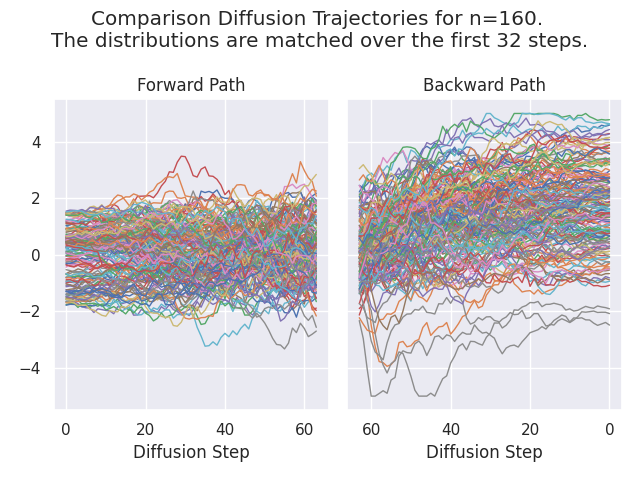 Comparison Diffusion Trajectories for n=160.
The distributions are matched over the first 32 steps.
Forward Path
Backward Path
4
2
0
−2
−4
0 20 40 60
60 40 20 0
Diffusion Step
Diffusion Step